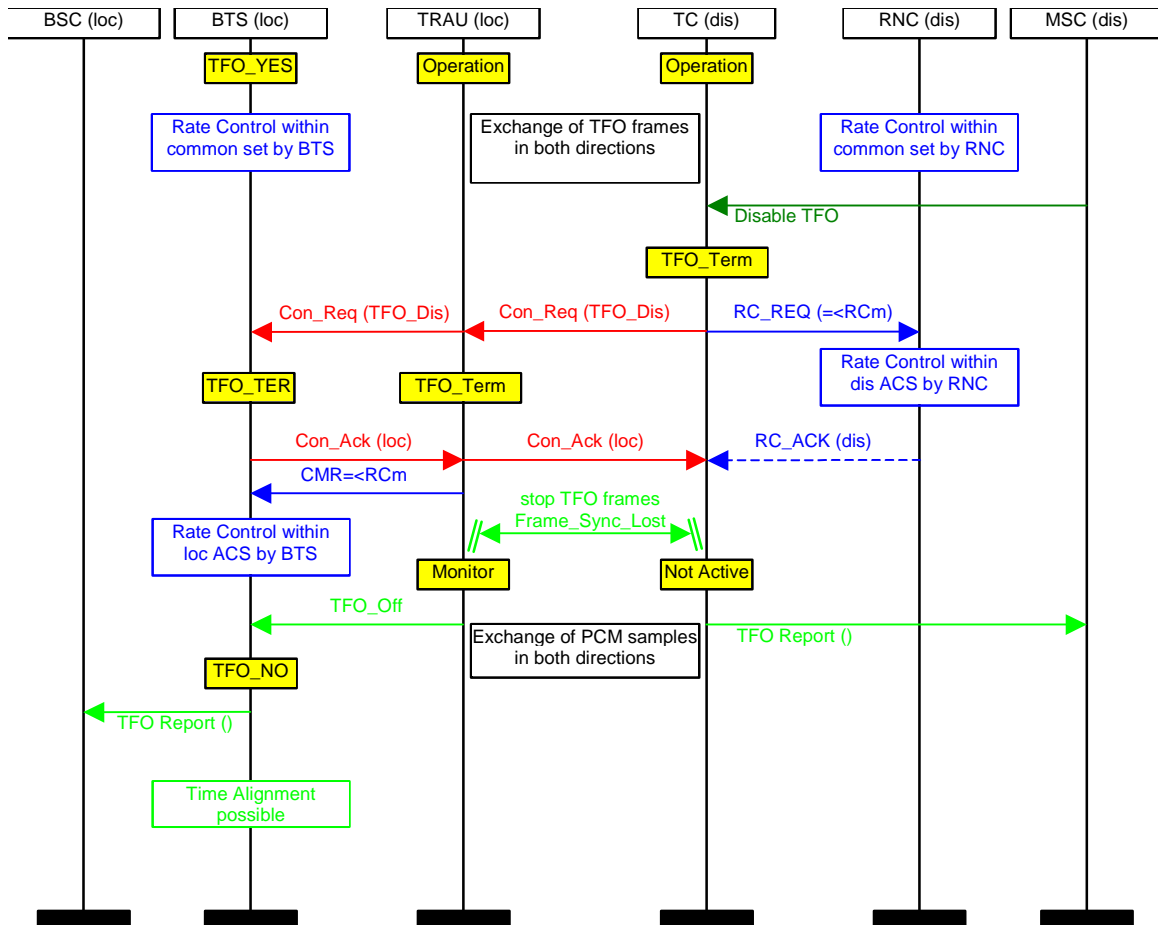 BSC (loc)
BTS (loc)
TRAU (loc)
TC (dis)
RNC (dis)
MSC (dis)
TFO_YES
Operation
Operation
Rate Control within
common set by BTS
Exchange of TFO frames
in both directions
Rate Control within
common set by RNC
Disable TFO
TFO_Term
Con_Req (TFO_Dis)
Con_Req (TFO_Dis)
RC_REQ (=<RCm)
Rate Control within
dis ACS by RNC
TFO_TER
TFO_Term
Con_Ack (loc)
Con_Ack (loc)
RC_ACK (dis)
CMR=<RCm
stop TFO frames
Frame_Sync_Lost
Rate Control within
loc ACS by BTS
Monitor
Not Active
TFO_Off
Exchange of PCM samples
in both directions
TFO Report ()
TFO_NO
TFO Report ()
Time Alignment
possible